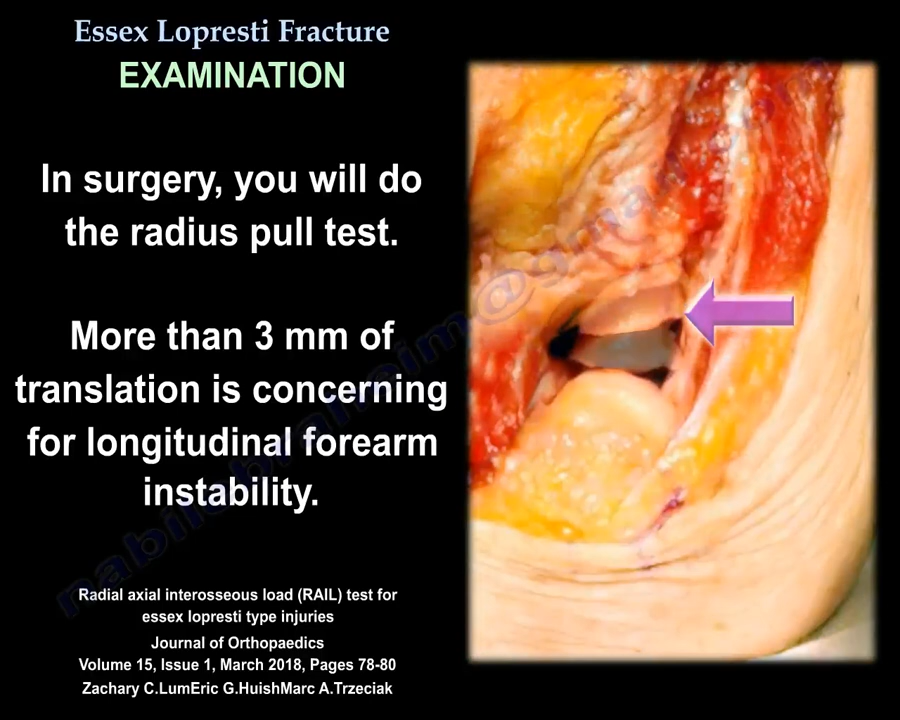 Essex Lopresti Fracture
EXAMINATION
In surgery, you will do
the radius pull test.
More than 3 mm of
translation is concerning
for longitudinal forearm
instability.
Radial axial interosseous load (RAIL) test for
essex lopresti type injuries
Journal of Orthopaedics
Volume 15, Issue 1, March 2018, Pages 78-80
Zachary C.LumEric G.HuishMarc A.Trzeciak